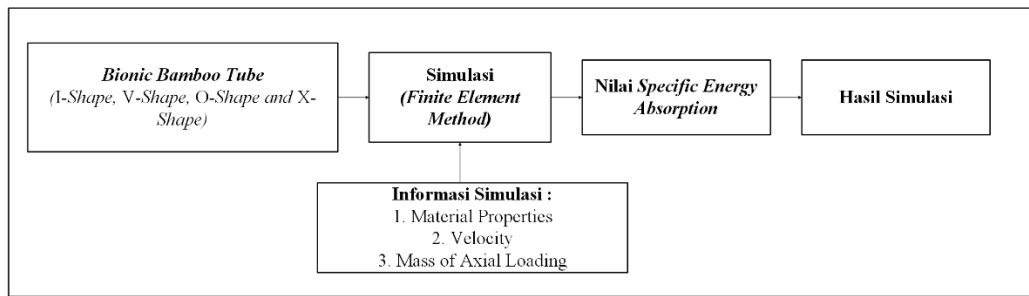 Bionic Bamboo Tube
(I-Shape, V-Shape, O-Shape and X-
Shape)
Simulasi
(Finite Element
Method)
Nilai Specific Energy
Absorption
Hasil Simulasi
Informasi Simulasi :
1. Material Properties
2. Velocity
3. Mass of Axial Loading